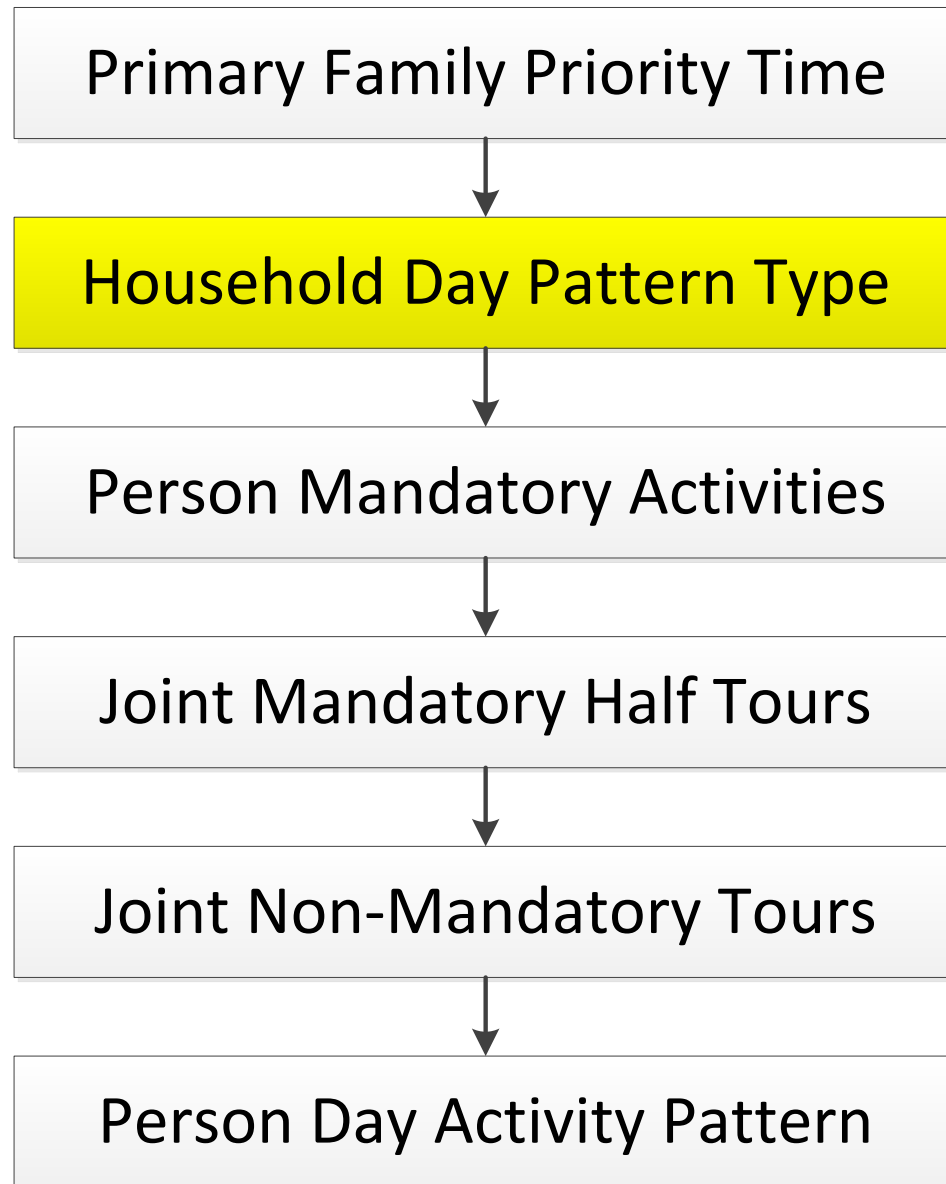 Primary Family Priority Time
Household Day Pattern Type
Person Mandatory Activities
Joint Mandatory Half Tours
Joint Non-Mandatory Tours
Person Day Activity Pattern